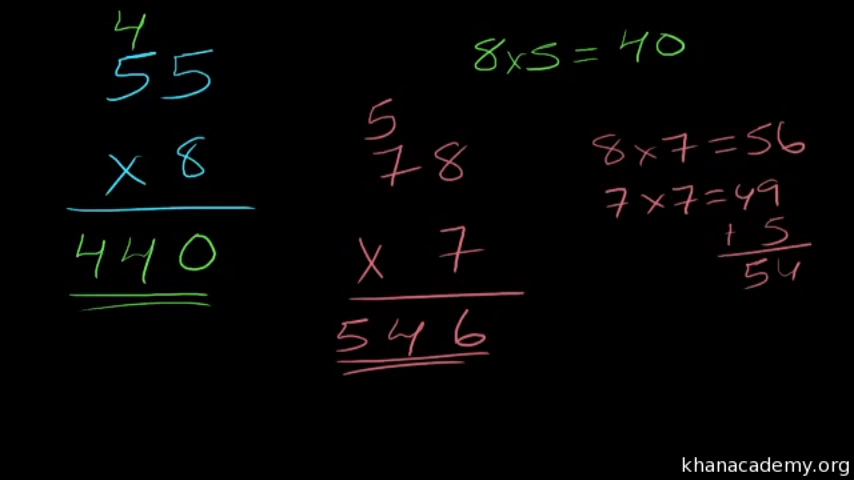 4
55
x 8
440
8x5 = 40
5
78
x 7
546
8x7=56
7x7=49
+ 5
54
khanacademy.org